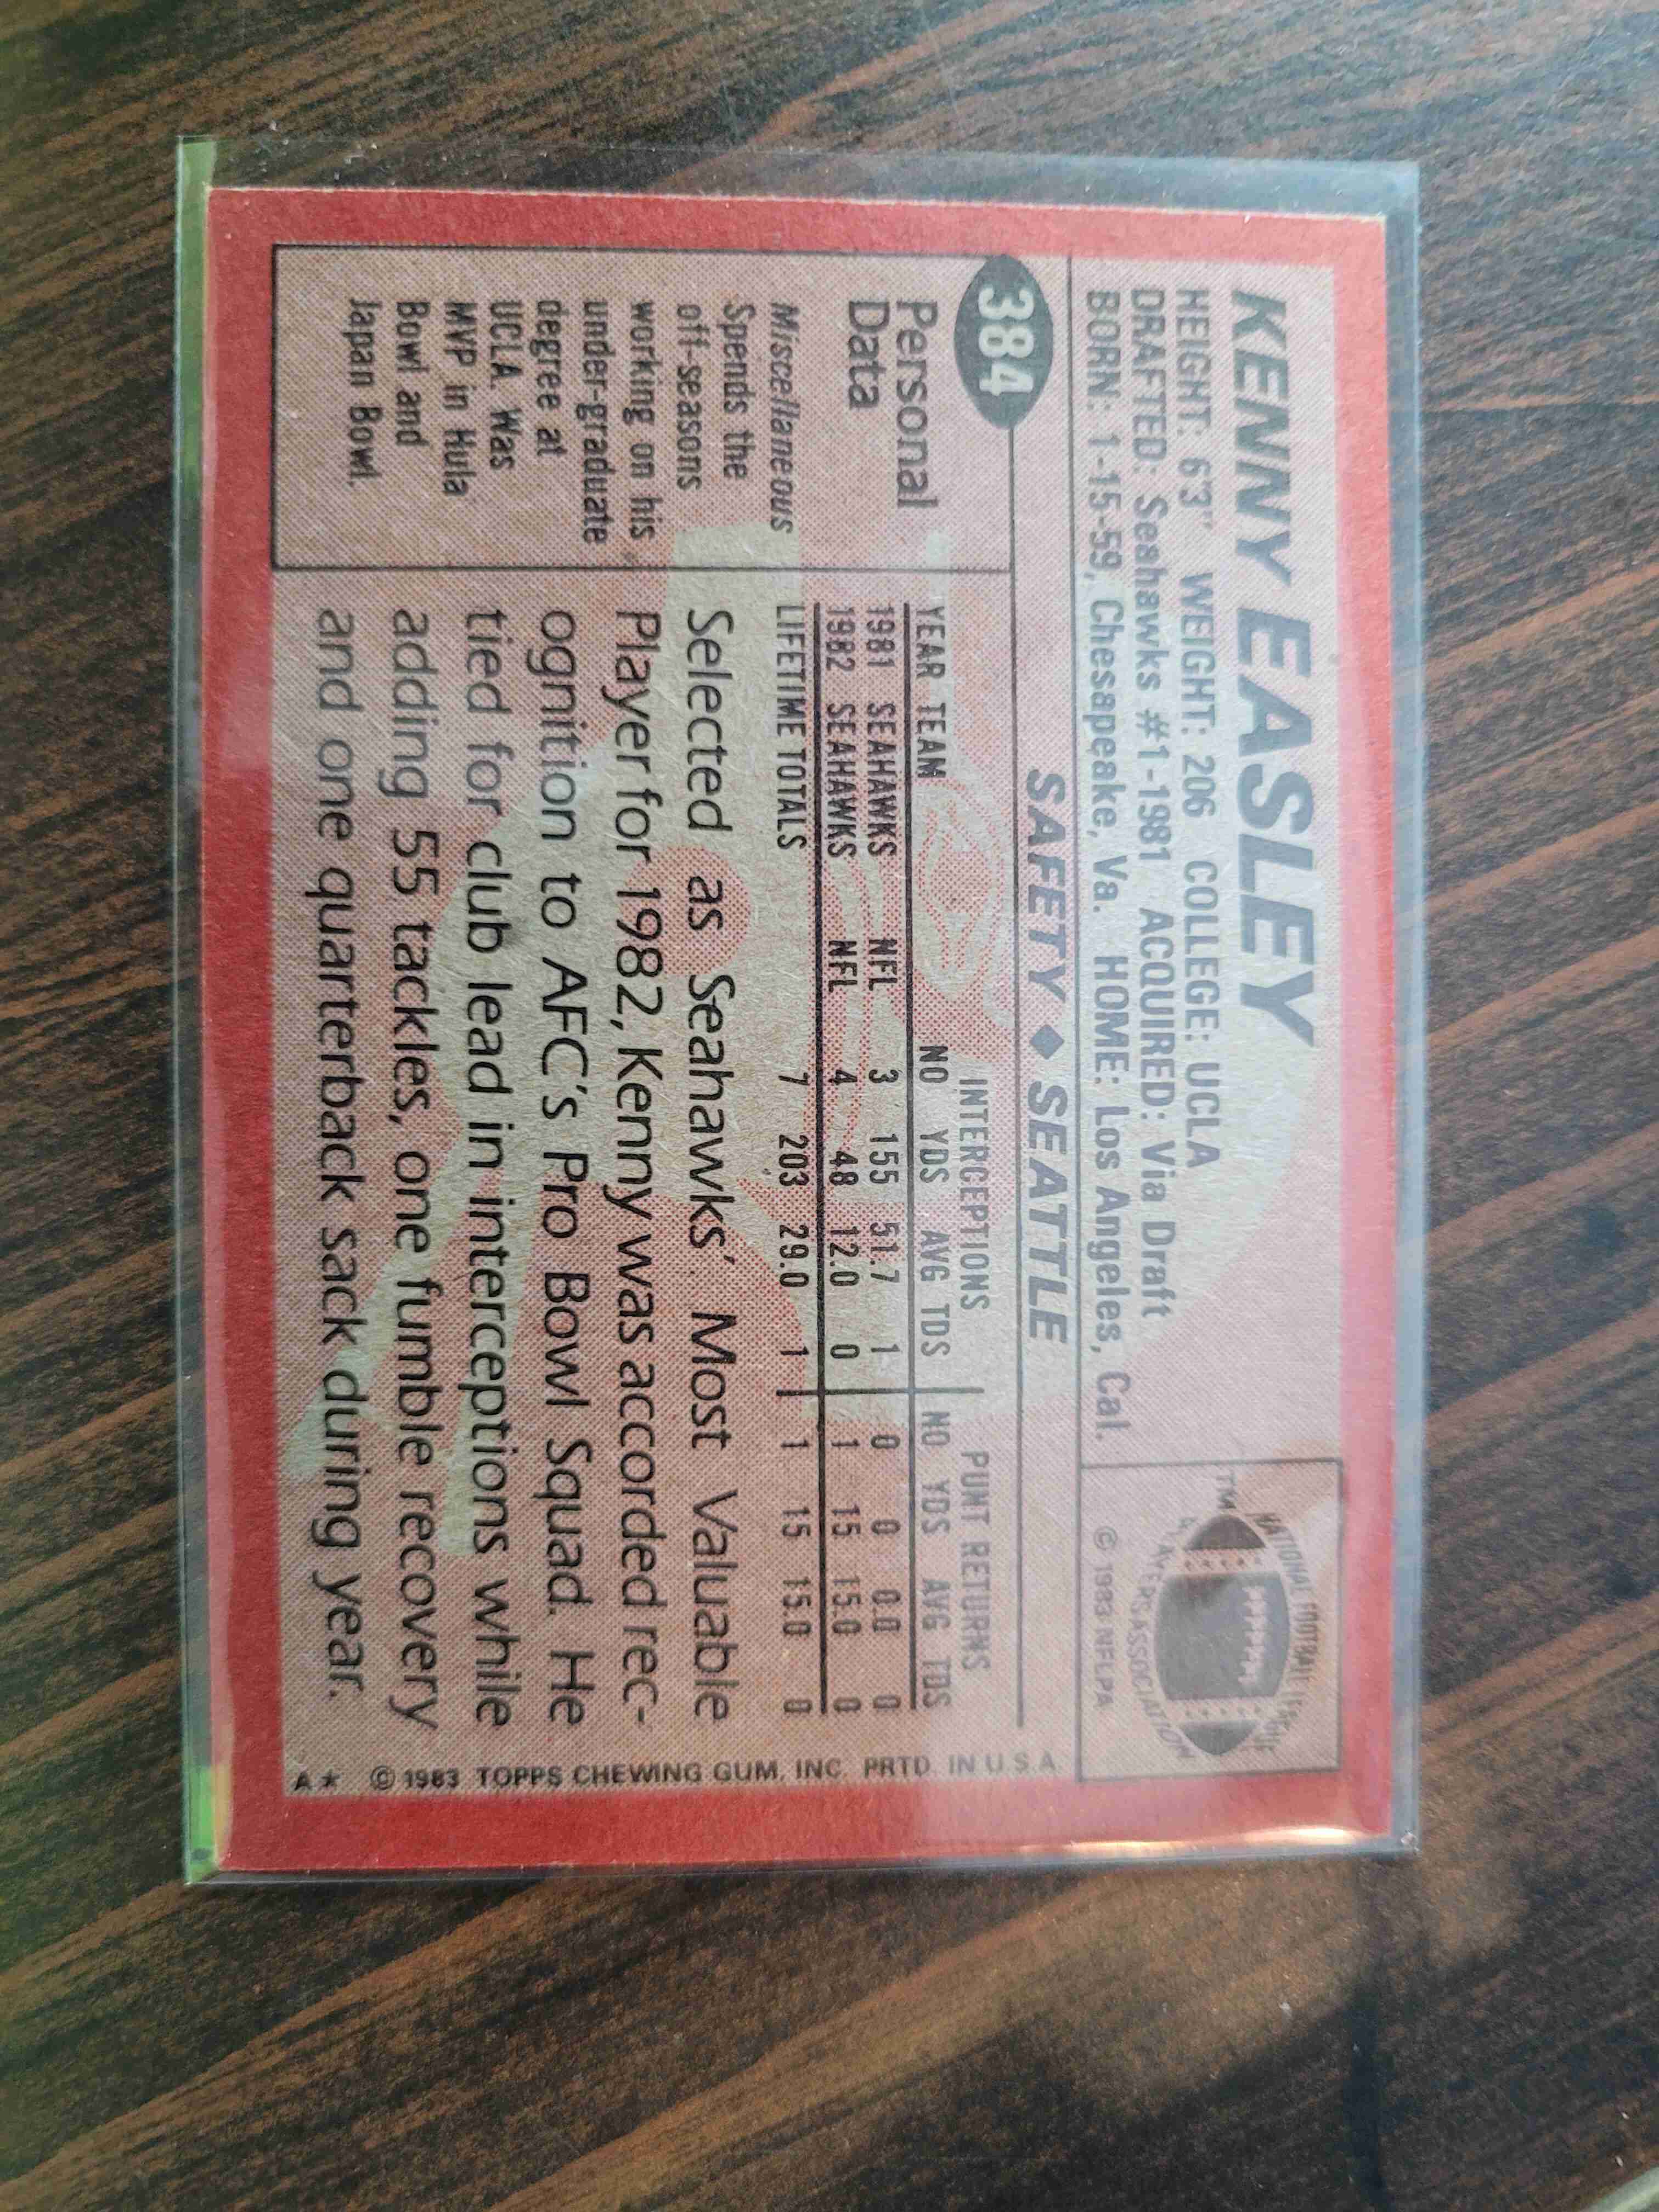 KENNY EASLEY
HEIGHT: 6'3" WEIGHT: 206 COLLEGE: UCLA
DRAFTED: Seahawks #1-1981 ACQUIRED: Via Draft
BORN: 1-15-59, Chesapeake, Va. HOME: Los Angeles, Cal.
TM
NATIONAL FOOTBALL LEAGUE
PLAYERS ASSOCIATION
© 1983 NFLPA
384
SAFETY ◆ SEATTLE
Personal
Data
Miscellaneous
Spends the
off-seasons
working on his
under-graduate
degree at
UCLA. Was
MVP in Hula
Bowl and
Japan Bowl.
INTERCEPTIONS PUNT RETURNS
YEAR TEAM NO YDS AVG TDS NO YDS AVG TDS
1981 SEAHAWKS NFL 3 155 51.7 1 0 0 0.0 0
1982 SEAHAWKS NFL 4 48 12.0 0 1 15 15.0 0
LIFETIME TOTALS 7 203 29.0 1 1 15 15.0 0
Selected as Seahawks' Most Valuable
Player for 1982, Kenny was accorded rec-
ognition to AFC's Pro Bowl Squad. He
tied for club lead in interceptions while
adding 55 tackles, one fumble recovery
and one quarterback sack during year.
A★ © 1983 TOPPS CHEWING GUM, INC. PRTD. IN U.S.A.